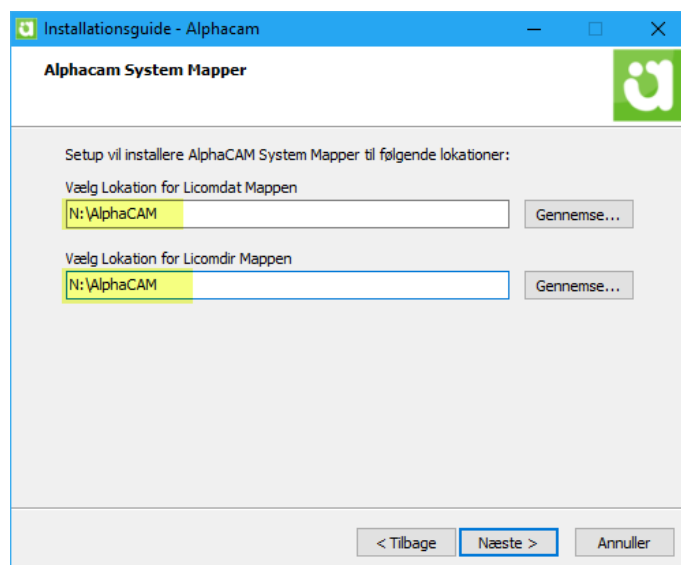 Installationsguide - Alphacam
Alphacam System Mapper
Setup vil installere AlphaCAM System Mapper til følgende lokationer:
Vælg Lokation for Licomdat Mappen
N:\AlphaCAM
Gennemse...
Vælg Lokation for Licomdir Mappen
N:\AlphaCAM
Gennemse...
< Tilbage
Næste >
Annuller